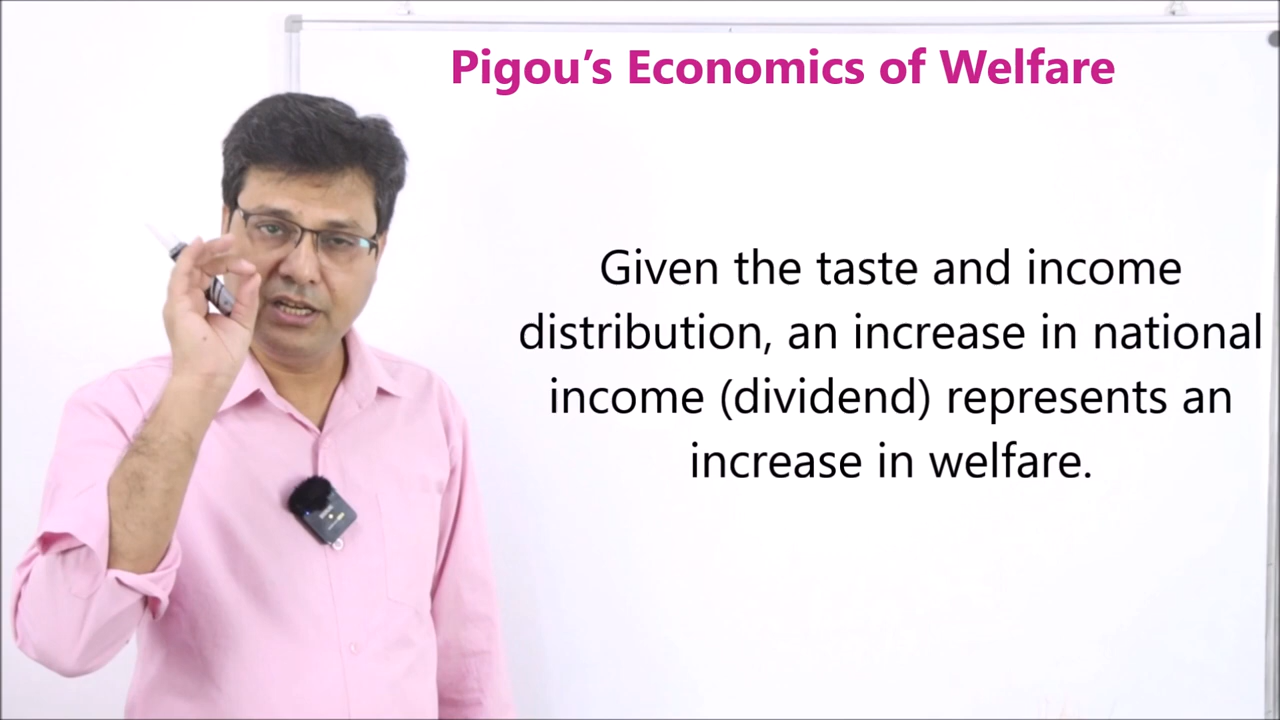 Pigou’s Economics of Welfare
Given the taste and income
distribution, an increase in national
income (dividend) represents an
increase in welfare.